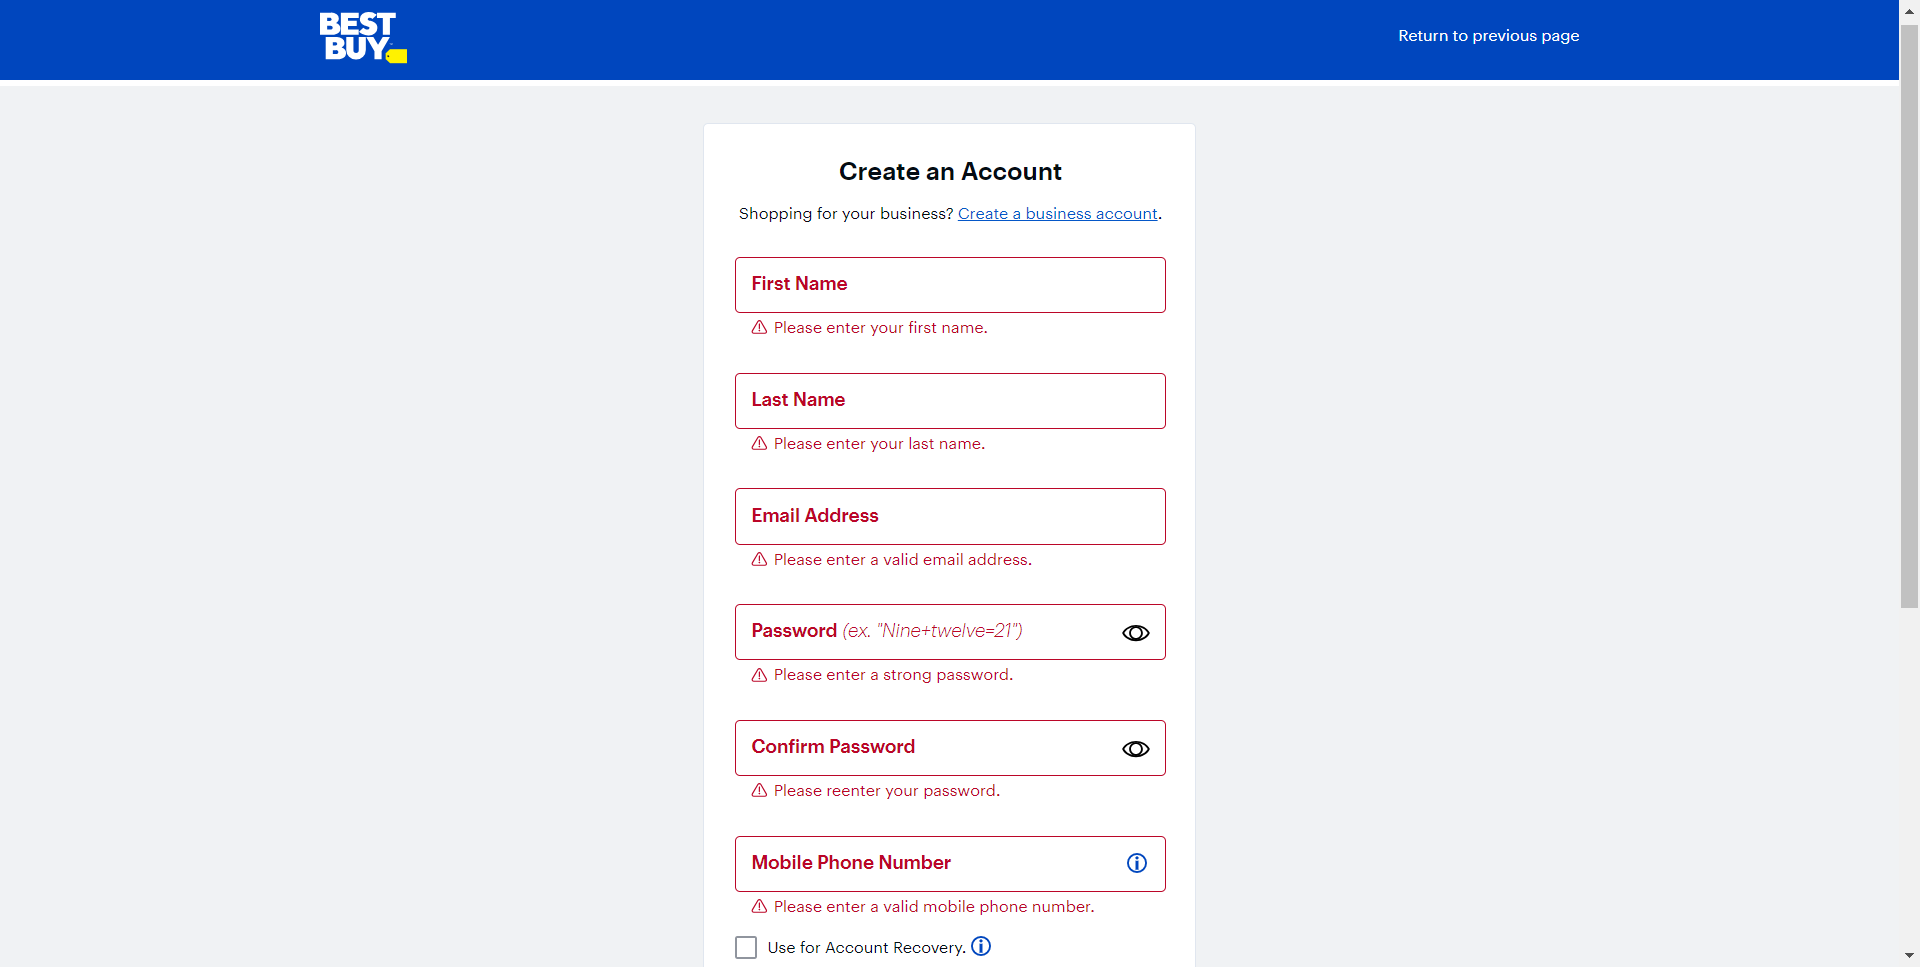 BEST
BUY
Return to previous page
Create an Account
Shopping for your business? Create a business account.
First Name
Please enter your first name.
Last Name
Please enter your last name.
Email Address
Please enter a valid email address.
Password (ex. "Nine+twelve=21")
Please enter a strong password.
Confirm Password
Please reenter your password.
Mobile Phone Number
Please enter a valid mobile phone number.
Use for Account Recovery.